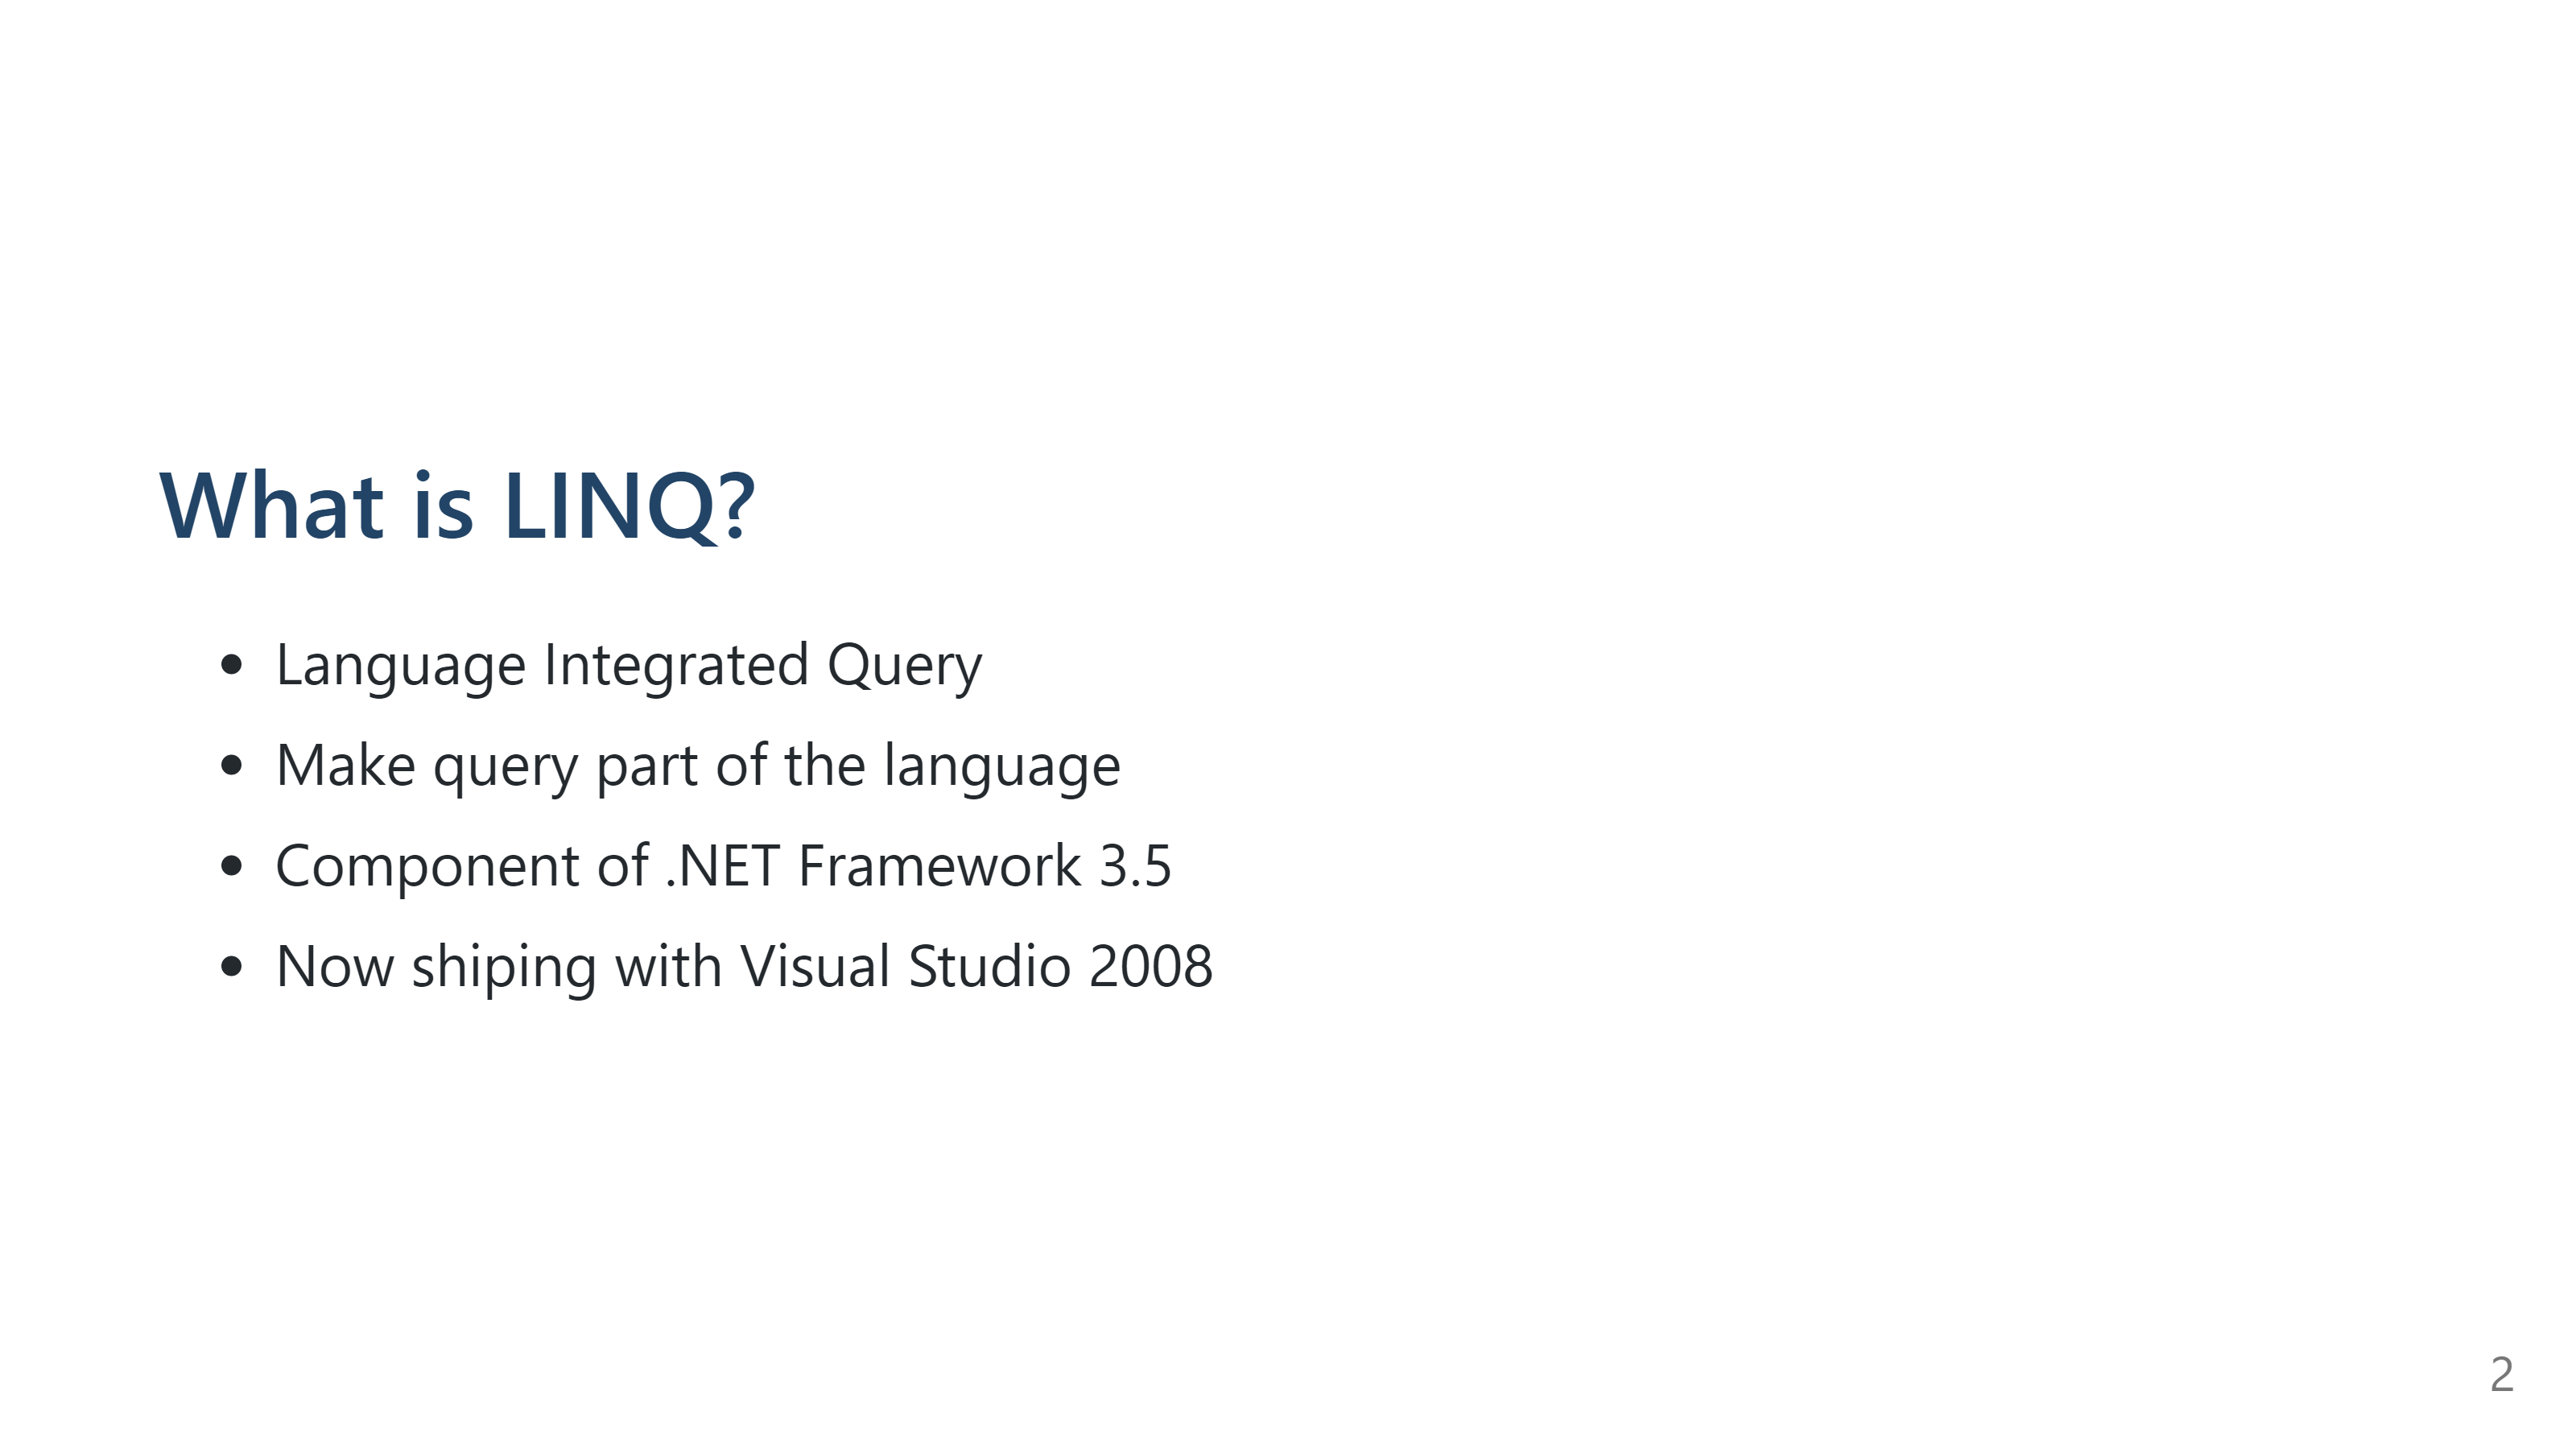 What is LINQ?
• Language Integrated Query
• Make query part of the language
• Component of .NET Framework 3.5
• Now shiping with Visual Studio 2008
2